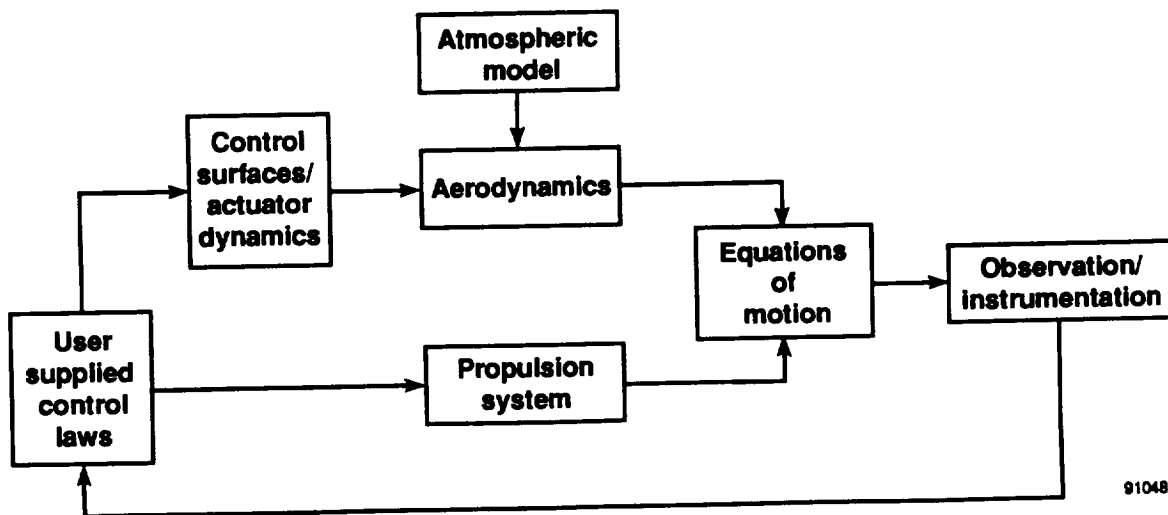 Atmospheric
model
Control
surfaces/
actuator
dynamics
Aerodynamics
Equations
of
motion
Observation/
instrumentation
User
supplied
control
laws
Propulsion
system
91048